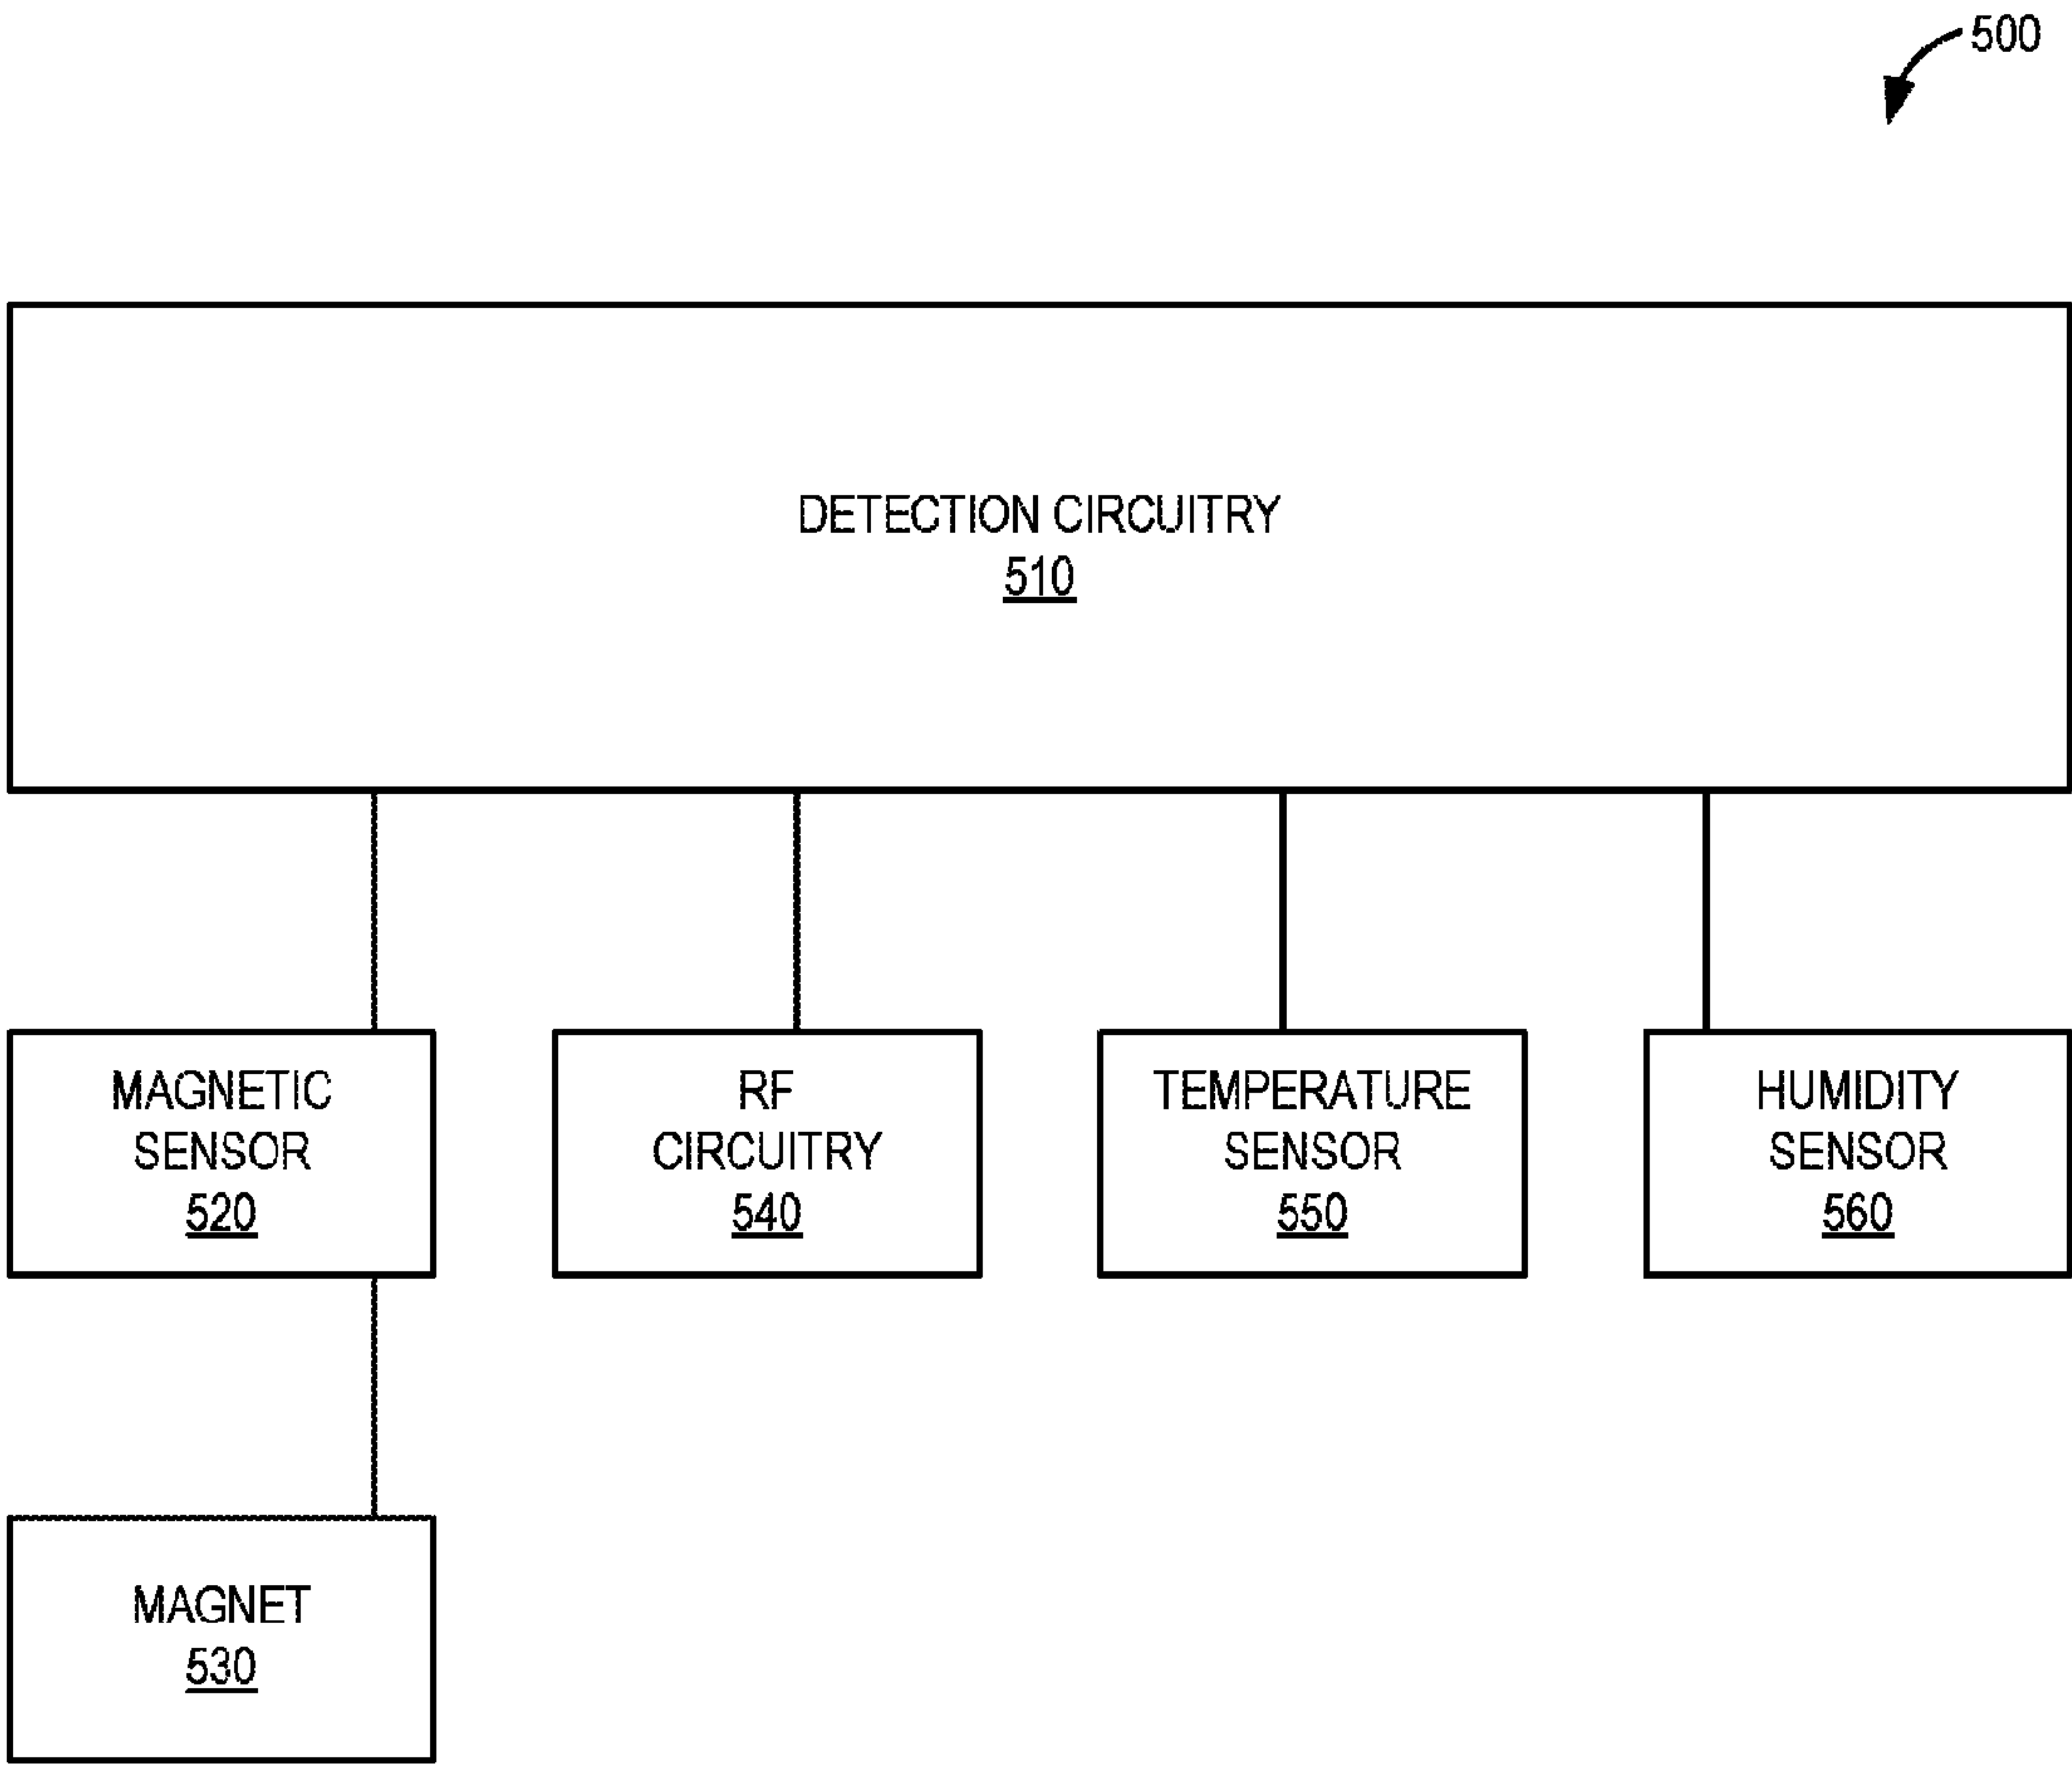 500
DETECTION CIRCUITRY
510
MAGNETIC
SENSOR
520
RF
CIRCUITRY
540
TEMPERATURE
SENSOR
550
HUMIDITY
SENSOR
560
MAGNET
530